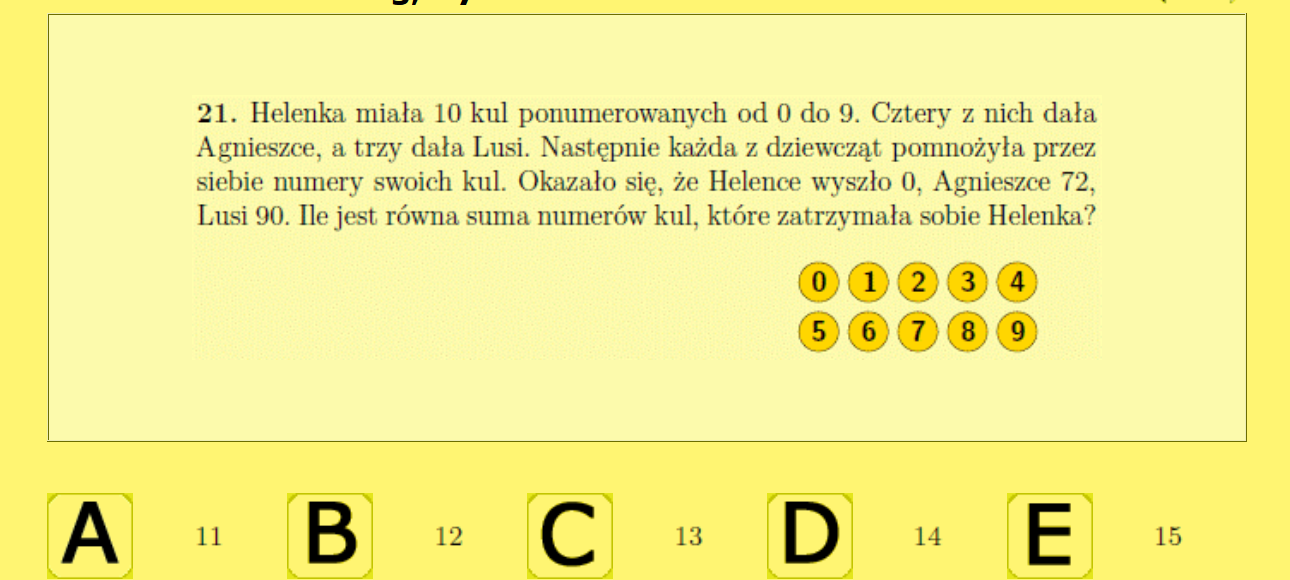 21. Helenka miała 10 kul ponumerowanych od 0 do 9. Cztery z nich dała
Agnieszce, a trzy dała Lusi. Następnie każda z dziewcząt pomnożyła przez
siebie numery swoich kul. Okazało się, że Helence wyszło 0, Agnieszce 72,
Lusi 90. Ile jest równa suma numerów kul, które zatrzymała sobie Helenka?
0 1 2 3 4
5 6 7 8 9
A 11 B 12 C 13 D 14 E 15